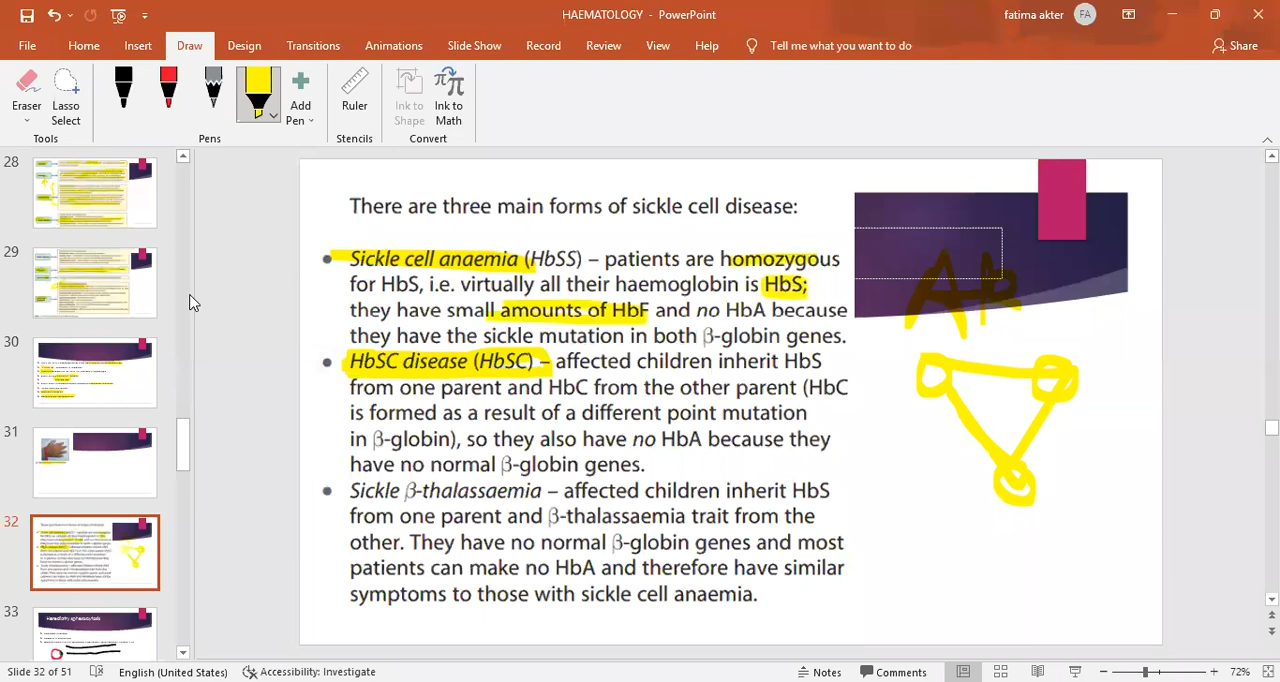 HAEMATOLOGY - PowerPoint
fatima akter FA
File Home Insert Draw Design Transitions Animations Slide Show Record Review View Help Tell me what you want to do Share
Eraser Lasso Select Add Pen Ruler Ink to Shape Ink to Math
Tools Pens Stencils Convert
28
29
30
31
32
33
Hereditary spherocytosis
There are three main forms of sickle cell disease:
Sickle cell anaemia (HbSS) – patients are homozygous
for HbS, i.e. virtually all their haemoglobin is HbS;
they have small amounts of HbF and no HbA because
they have the sickle mutation in both β-globin genes.
HbSC disease (HbSC) – affected children inherit HbS
from one parent and HbC from the other parent (HbC
is formed as a result of a different point mutation
in β-globin), so they also have no HbA because they
have no normal β-globin genes.
Sickle β-thalassaemia – affected children inherit HbS
from one parent and β-thalassaemia trait from the
other. They have no normal β-globin genes and most
patients can make no HbA and therefore have similar
symptoms to those with sickle cell anaemia.
Slide 32 of 51 English (United States) Accessibility: Investigate Notes Comments 72%